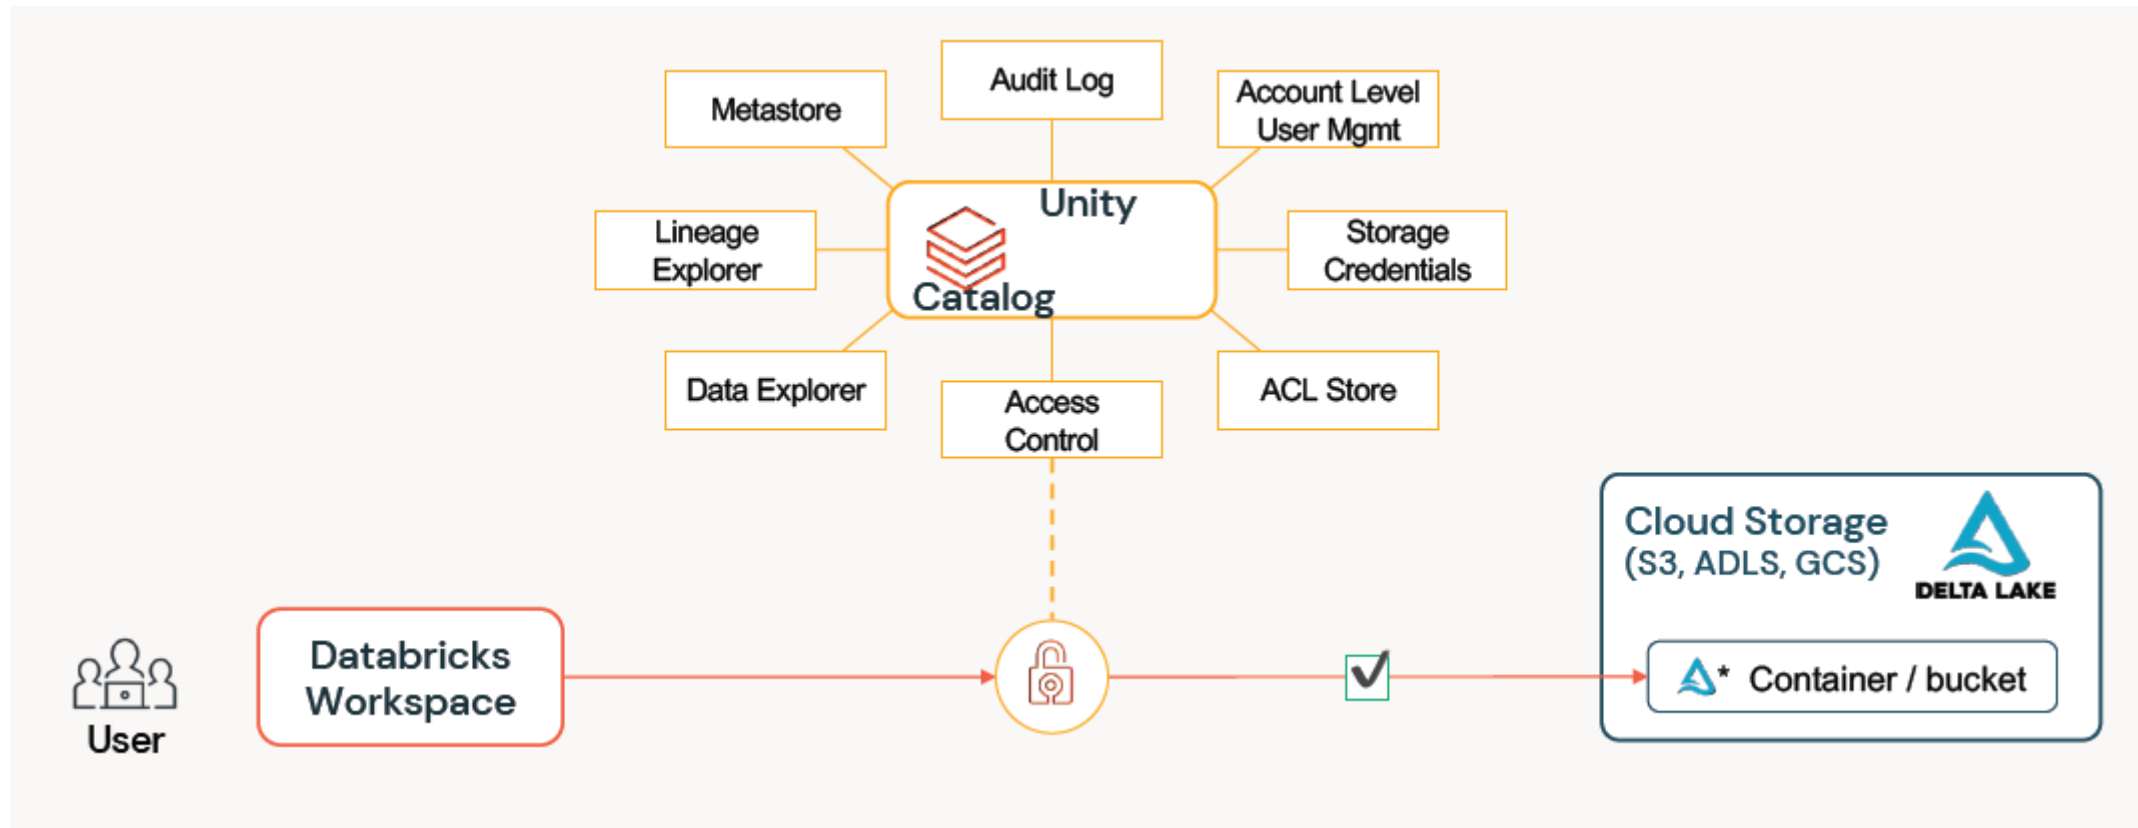 Audit Log
Metastore
Account Level
User Mgmt
Unity
Catalog
Lineage
Explorer
Storage
Credentials
Data Explorer
Access
Control
ACL Store
Cloud Storage
(S3, ADLS, GCS)
DELTA LAKE
* Container / bucket
Databricks
Workspace
User